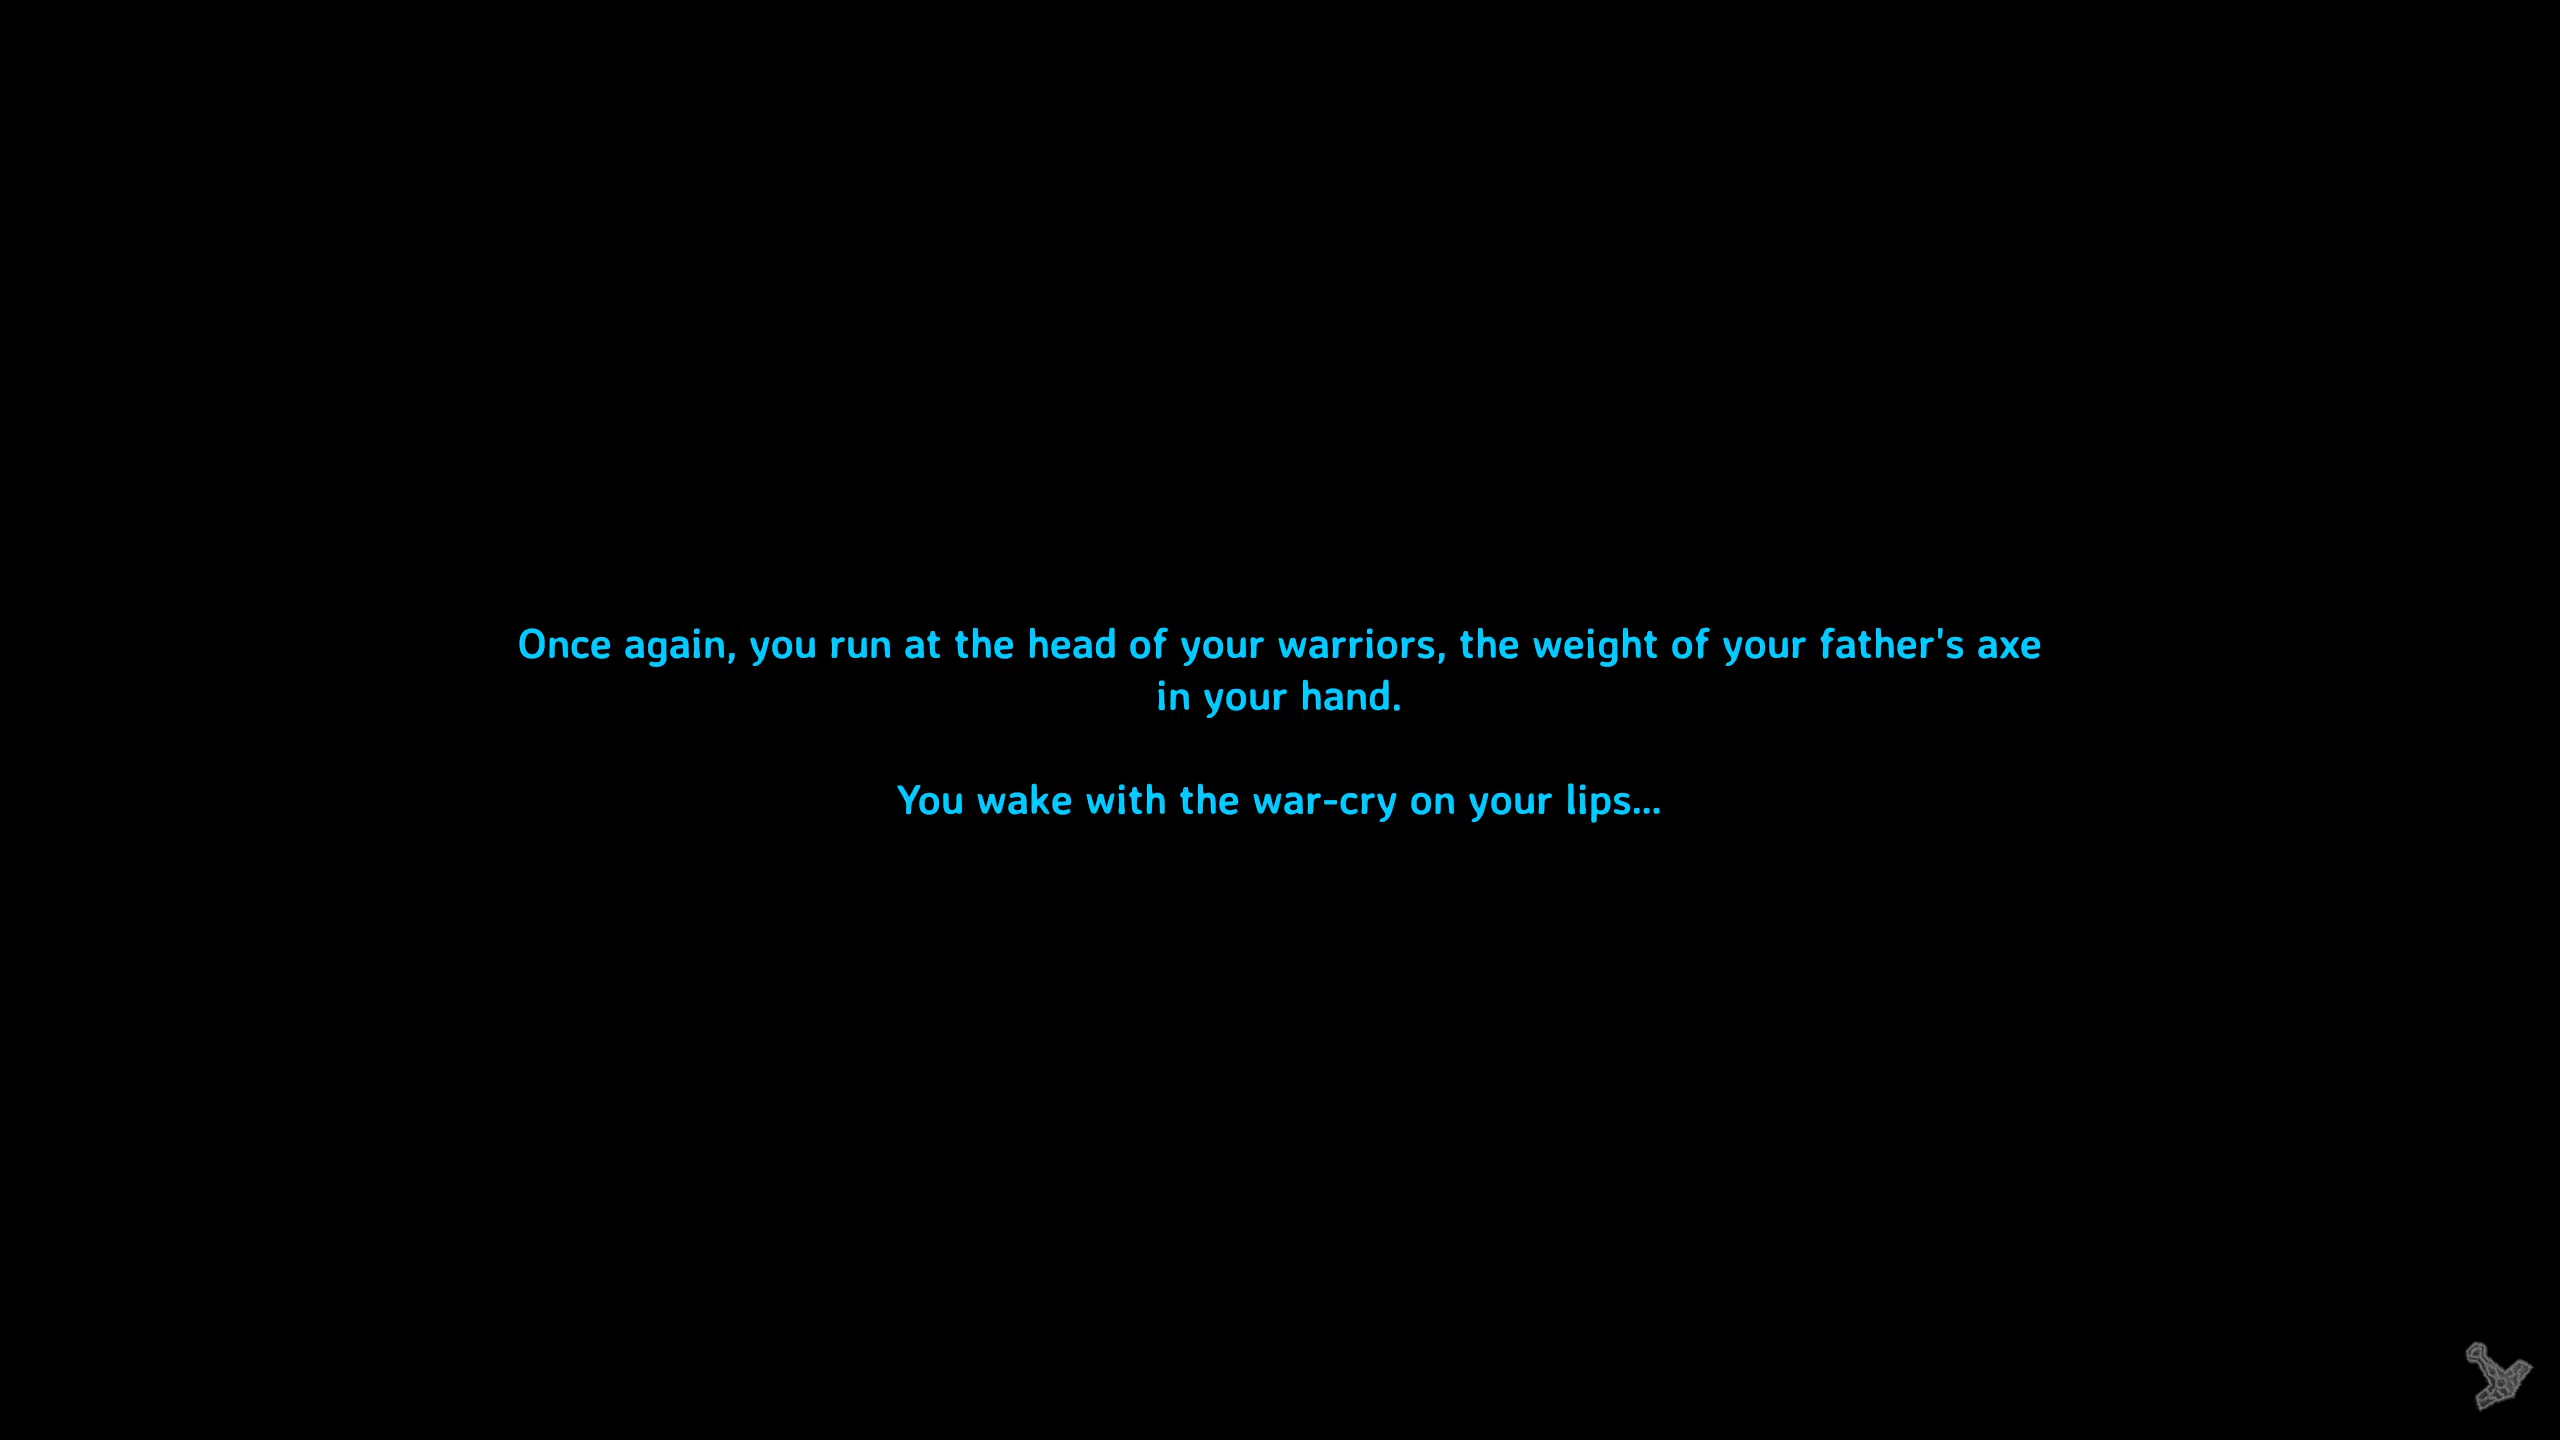 Once again, you run at the head of your warriors, the weight of your father's axe
in your hand.
You wake with the war-cry on your lips...